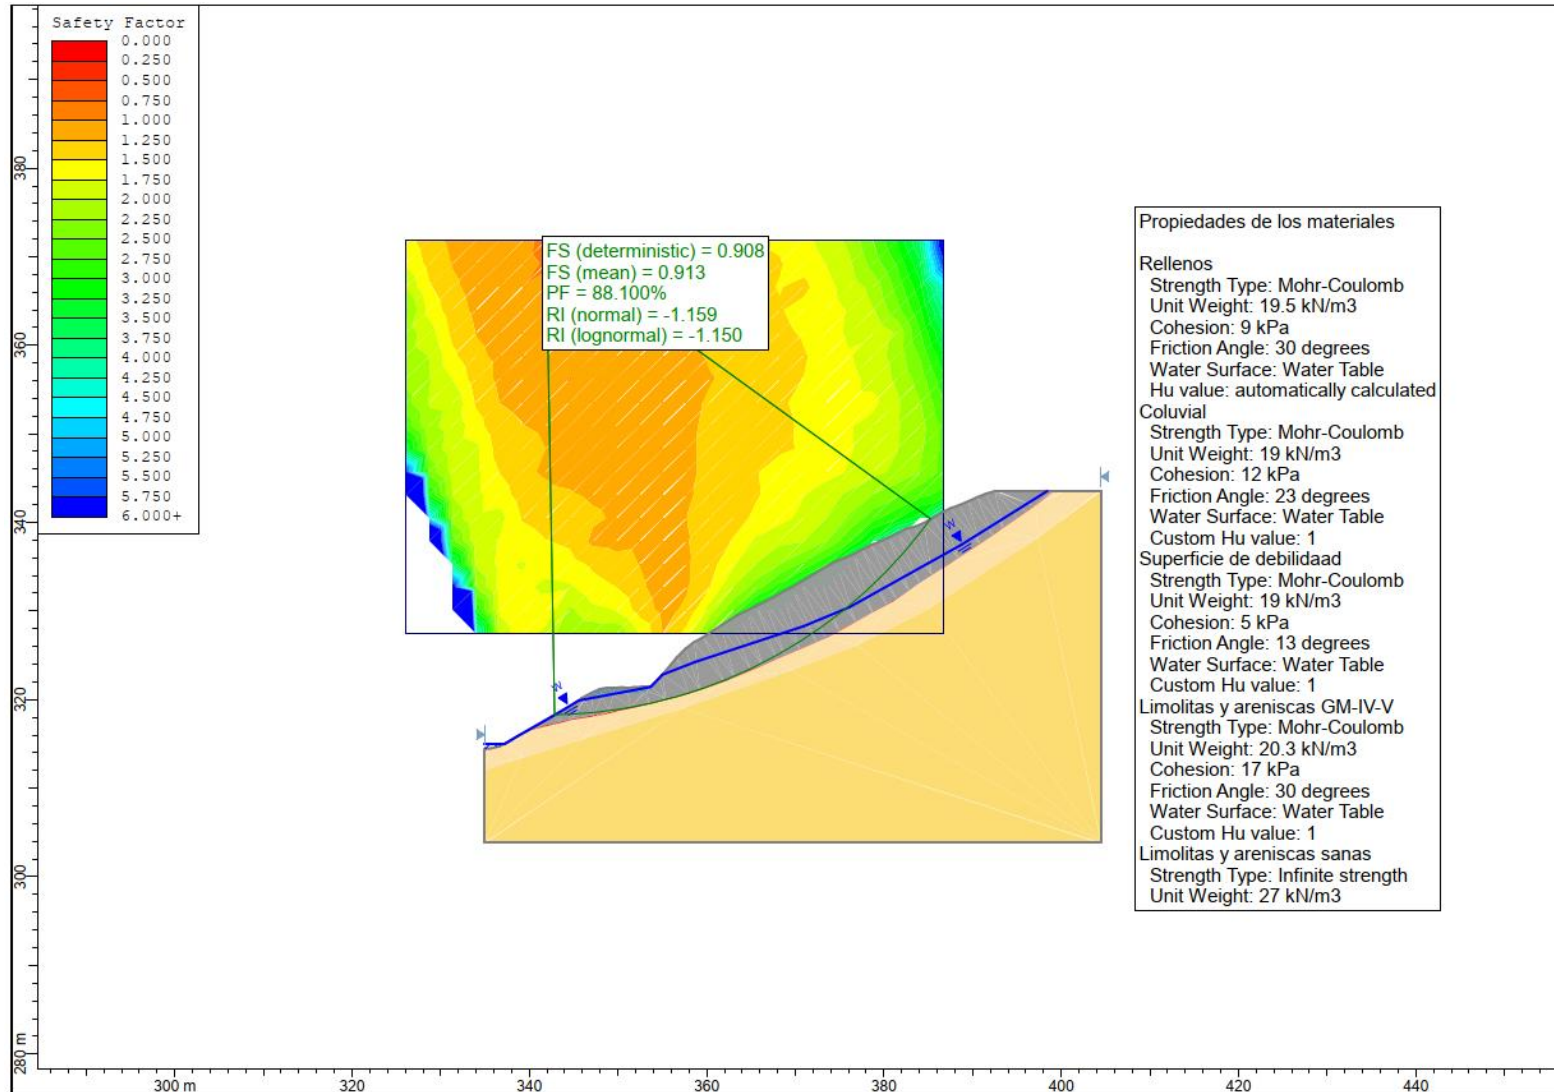 Safety Factor
0.000
0.250
0.500
0.750
1.000
1.250
1.500
1.750
2.000
2.250
2.500
2.750
3.000
3.250
3.500
3.750
4.000
4.250
4.500
4.750
5.000
5.250
5.500
5.750
6.000+
FS (deterministic) = 0.908
FS (mean) = 0.913
PF = 88.100%
RI (normal) = -1.159
RI (lognormal) = -1.150
W
W
Propiedades de los materiales
Rellenos
Strength Type: Mohr-Coulomb
Unit Weight: 19.5 kN/m3
Cohesion: 9 kPa
Friction Angle: 30 degrees
Water Surface: Water Table
Hu value: automatically calculated
Coluvial
Strength Type: Mohr-Coulomb
Unit Weight: 19 kN/m3
Cohesion: 12 kPa
Friction Angle: 23 degrees
Water Surface: Water Table
Custom Hu value: 1
Superficie de debilidaad
Strength Type: Mohr-Coulomb
Unit Weight: 19 kN/m3
Cohesion: 5 kPa
Friction Angle: 13 degrees
Water Surface: Water Table
Custom Hu value: 1
Limolitas y areniscas GM-IV-V
Strength Type: Mohr-Coulomb
Unit Weight: 20.3 kN/m3
Cohesion: 17 kPa
Friction Angle: 30 degrees
Water Surface: Water Table
Custom Hu value: 1
Limolitas y areniscas sanas
Strength Type: Infinite strength
Unit Weight: 27 kN/m3
380
360
340
320
300
280 m
300 m
320
340
360
380
400
420
440